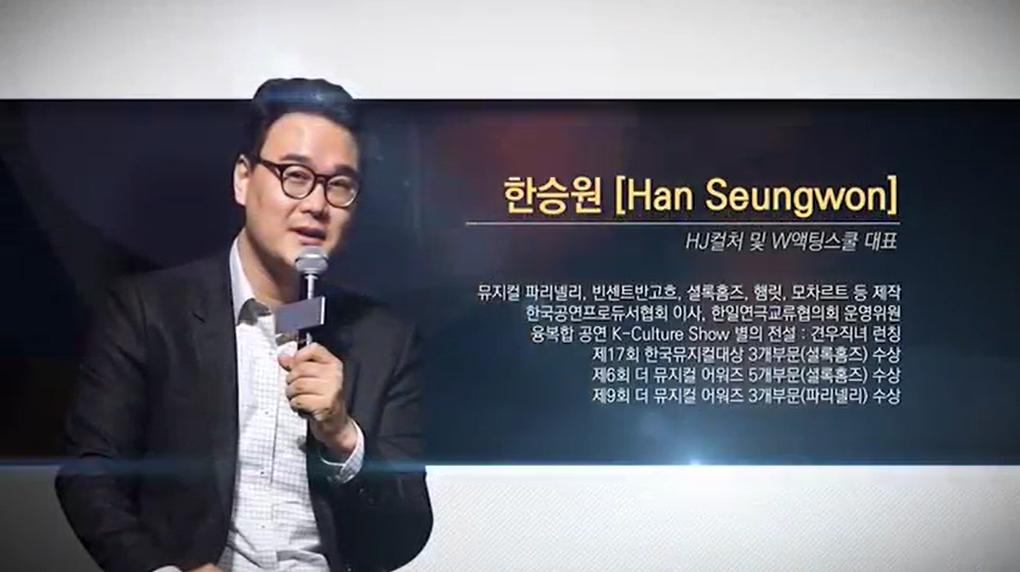 한승원 [Han Seungwon]
HJ컬처 및 W액팅스쿨 대표
뮤지컬 파리넬리, 빈센트반고흐, 셜록홈즈, 햄릿, 모차르트 등 제작
한국공연프로듀서협회 이사, 한일연극교류협의회 운영위원
융복합 공연 K-Culture Show 별의 전설 : 견우직녀 런칭
제17회 한국뮤지컬대상 3개부문(셜록홈즈) 수상
제6회 더 뮤지컬 어워즈 5개부문(셜록홈즈) 수상
제9회 더 뮤지컬 어워즈 3개부문(파리넬리) 수상